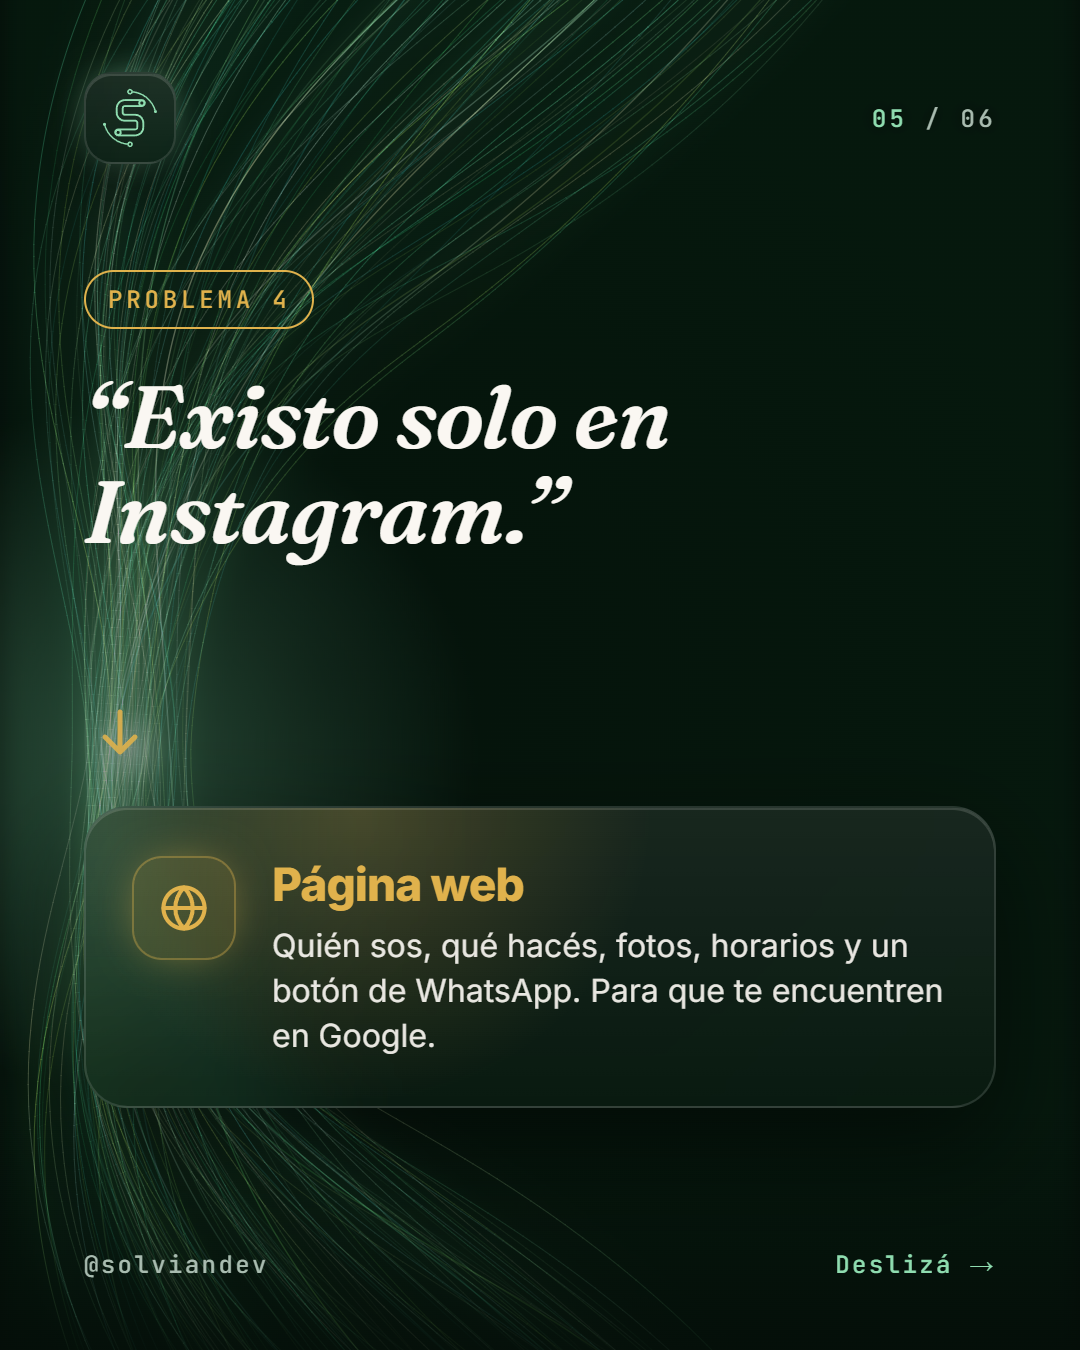 05 / 06
PROBLEMA 4
“Existo solo en
Instagram.”
Página web
Quién sos, qué hacés, fotos, horarios y un
botón de WhatsApp. Para que te encuentren
en Google.
@solviandev
Deslizá →